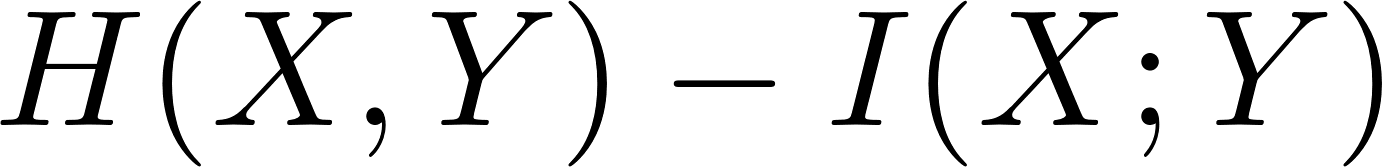 H(X, Y) − I(X; Y)